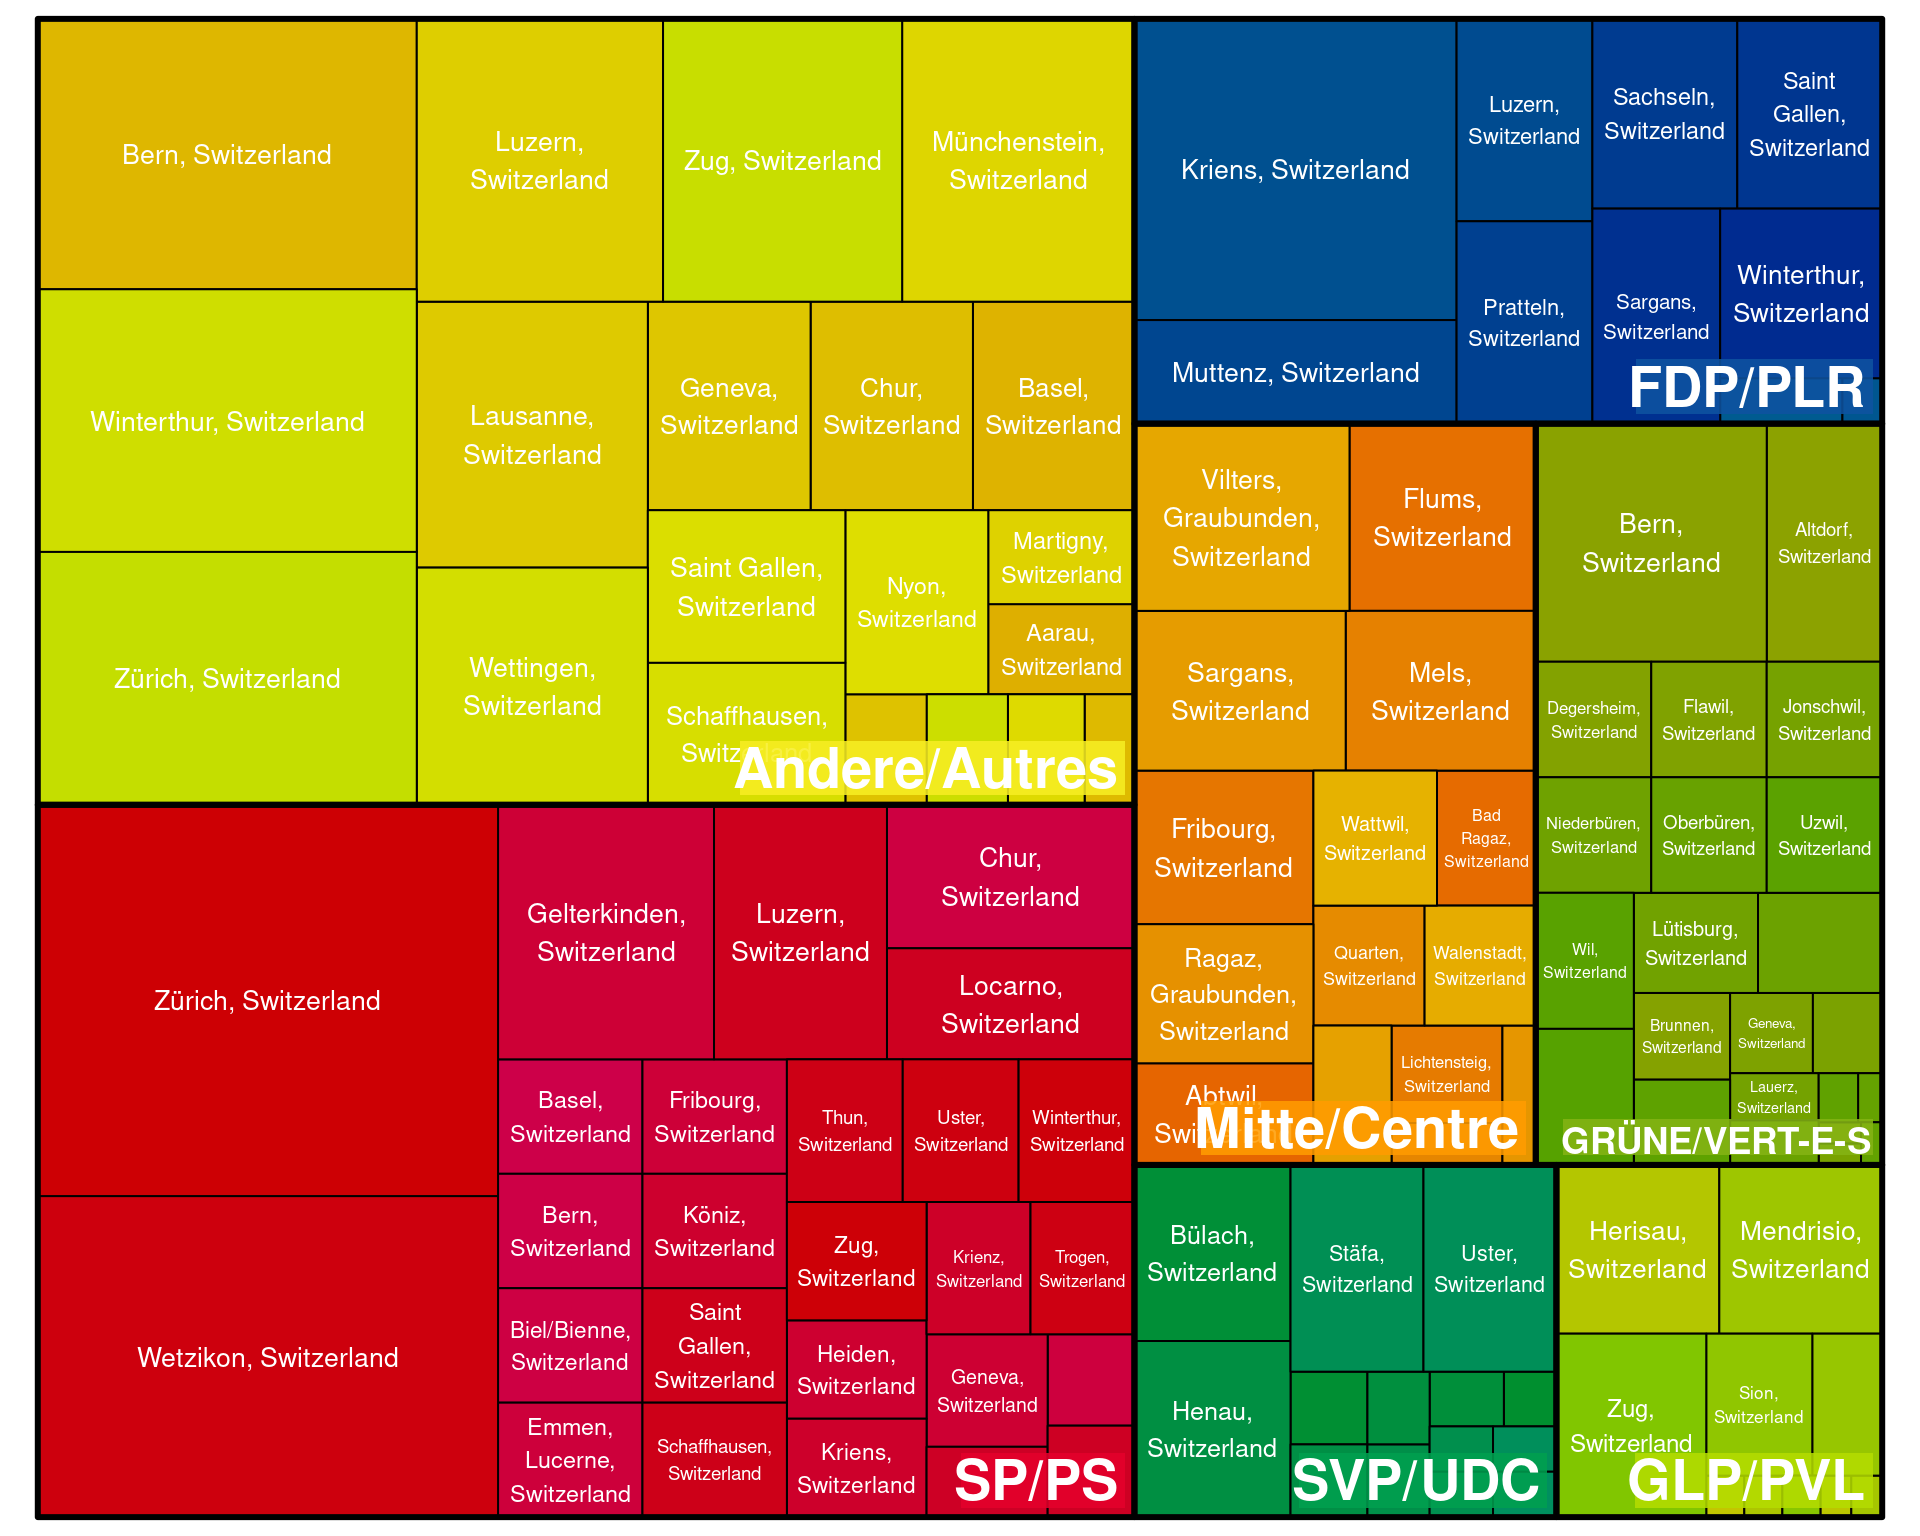 Bern, Switzerland
Luzern,
Switzerland
Zug, Switzerland
Münchenstein,
Switzerland
Winterthur, Switzerland
Zürich, Switzerland
Lausanne,
Switzerland
Wettingen,
Switzerland
Geneva,
Switzerland
Chur,
Switzerland
Basel,
Switzerland
Saint Gallen,
Switzerland
Schaffhausen,
Switzerland
Nyon,
Switzerland
Martigny,
Switzerland
Aarau,
Switzerland
Andere/Autres
Kriens, Switzerland
Muttenz, Switzerland
Luzern,
Switzerland
Pratteln,
Switzerland
Sachseln,
Switzerland
Saint
Gallen,
Switzerland
Sargans,
Switzerland
Winterthur,
Switzerland
FDP/PLR
Vilters,
Graubunden,
Switzerland
Flums,
Switzerland
Sargans,
Switzerland
Mels,
Switzerland
Fribourg,
Switzerland
Wattwil,
Switzerland
Bad
Ragaz,
Switzerland
Ragaz,
Graubunden,
Switzerland
Quarten,
Switzerland
Walenstadt,
Switzerland
Abtwil,
Switzerland
Lichtensteig,
Switzerland
Mitte/Centre
Bern,
Switzerland
Altdorf,
Switzerland
Degersheim,
Switzerland
Flawil,
Switzerland
Jonschwil,
Switzerland
Niederbüren,
Switzerland
Oberbüren,
Switzerland
Uzwil,
Switzerland
Wil,
Switzerland
Lütisburg,
Switzerland
Brunnen,
Switzerland
Geneva,
Switzerland
Lauerz,
Switzerland
GRÜNE/VERT-E-S
Zürich, Switzerland
Wetzikon, Switzerland
Gelterkinden,
Switzerland
Luzern,
Switzerland
Chur,
Switzerland
Locarno,
Switzerland
Basel,
Switzerland
Fribourg,
Switzerland
Thun,
Switzerland
Uster,
Switzerland
Winterthur,
Switzerland
Bern,
Switzerland
Köniz,
Switzerland
Biel/Bienne,
Switzerland
Saint
Gallen,
Switzerland
Emmen,
Lucerne,
Switzerland
Schaffhausen,
Switzerland
Zug,
Switzerland
Krienz,
Switzerland
Trogen,
Switzerland
Heiden,
Switzerland
Geneva,
Switzerland
Kriens,
Switzerland
SP/PS
Bülach,
Switzerland
Stäfa,
Switzerland
Uster,
Switzerland
Henau,
Switzerland
SVP/UDC
Herisau,
Switzerland
Mendrisio,
Switzerland
Zug,
Switzerland
Sion,
Switzerland
GLP/PVL